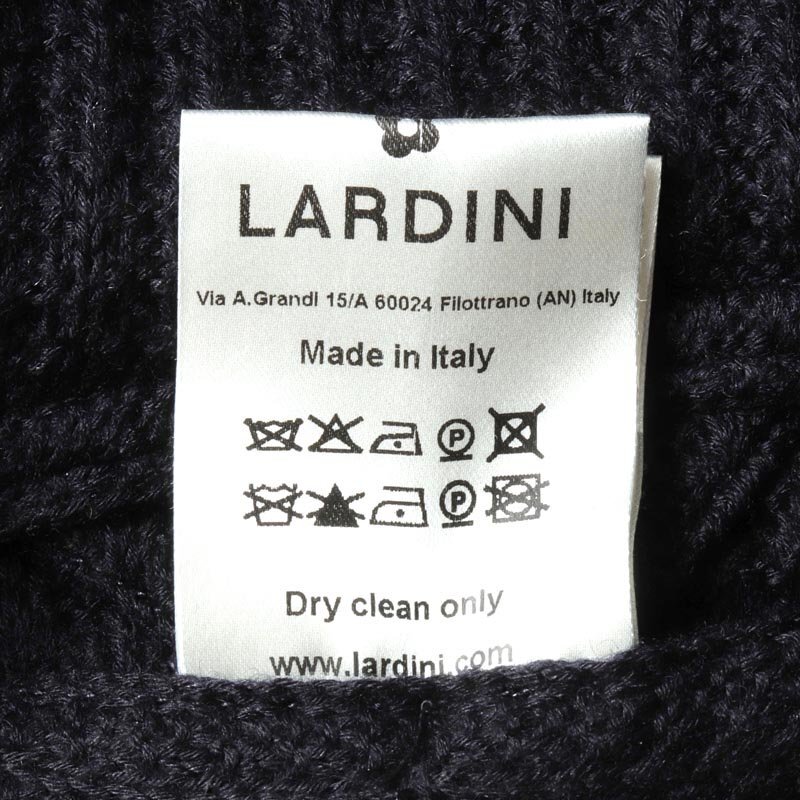 LARDINI
Via A.Grandi 15/A 60024 Filottrano (AN) Italy
Made in Italy
P
P
Dry clean only
www.lardini.com